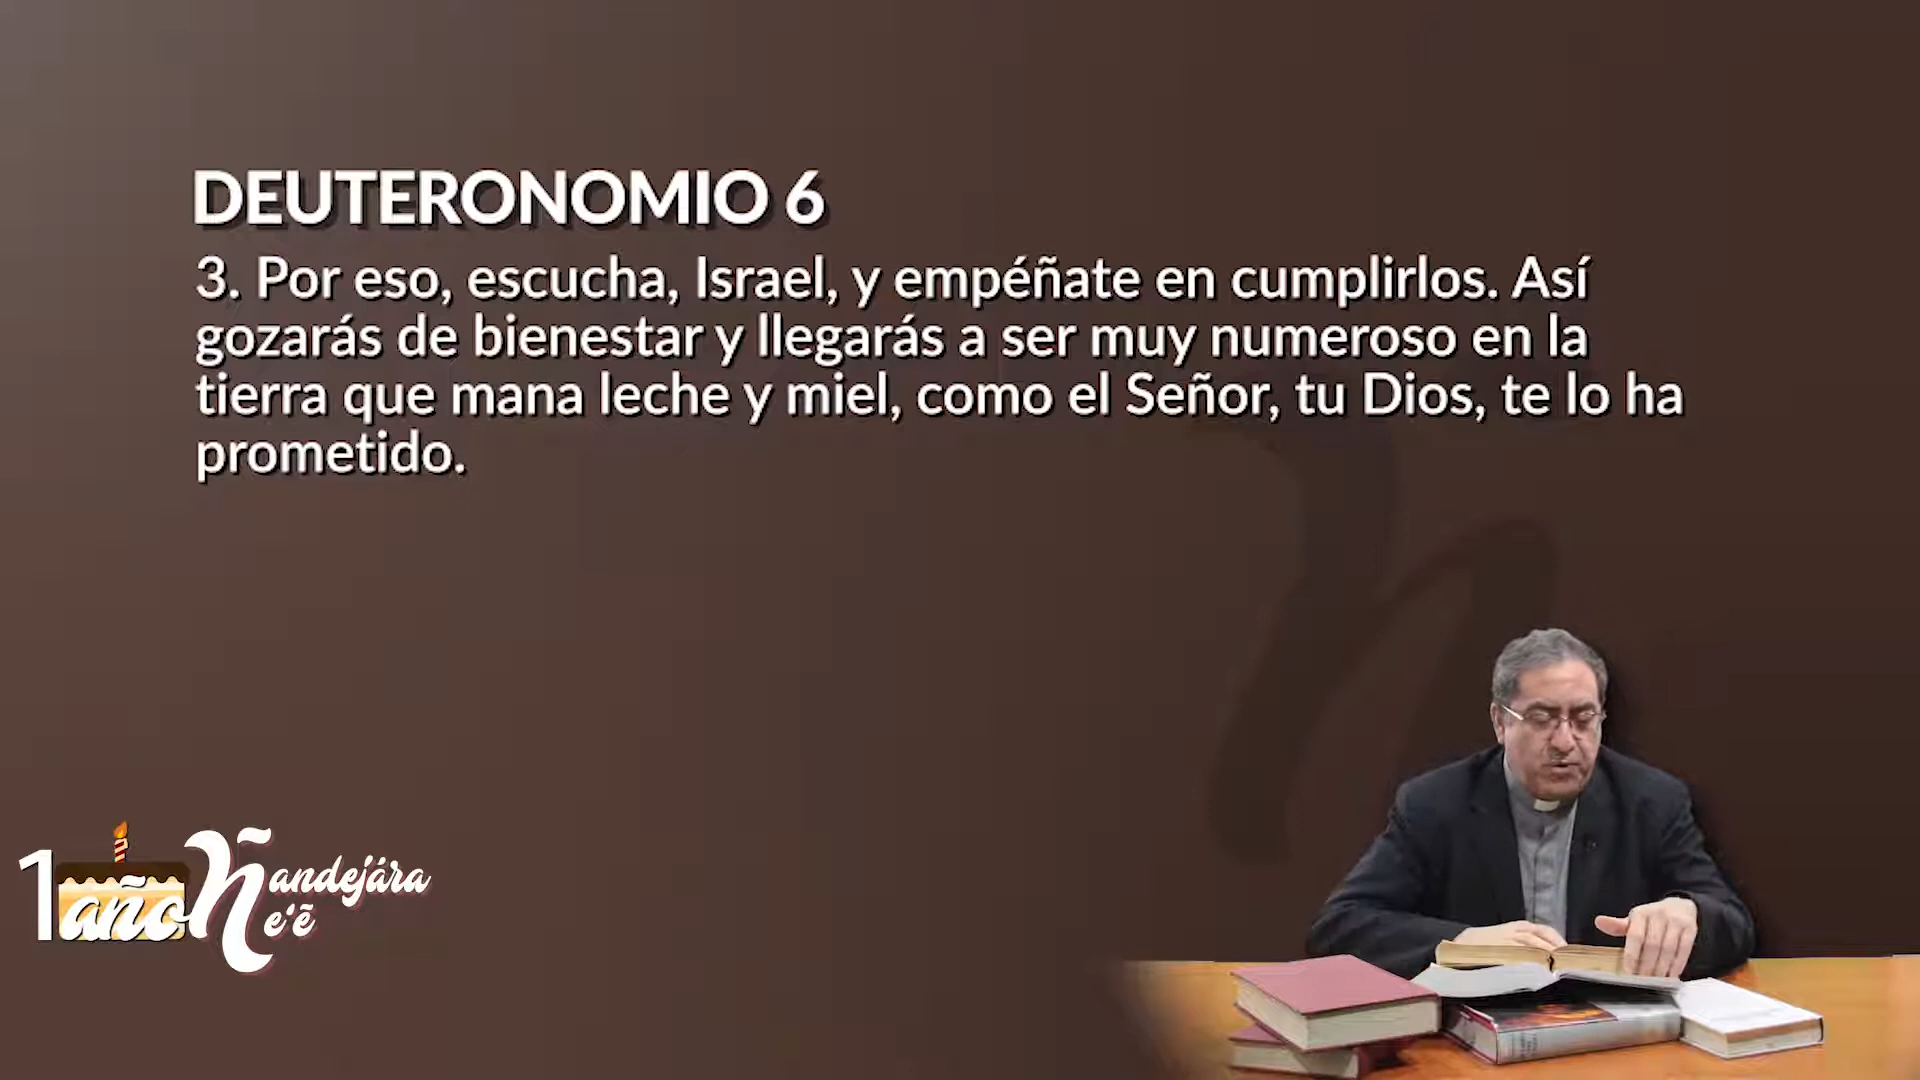 DEUTERONOMIO 6
3. Por eso, escucha, Israel, y empéñate en cumplirlos. Así
gozarás de bienestar y llegarás a ser muy numeroso en la
tierra que mana leche y miel, como el Señor, tu Dios, te lo ha
prometido.
1 año Ñandejára
Ñe'ẽ